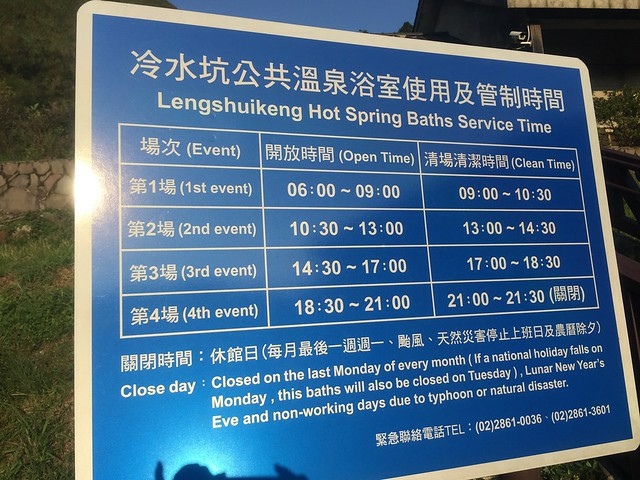 冷水坑公共溫泉浴室使用及管制時間
Lengshuikeng Hot Spring Baths Service Time
場次 (Event) 開放時間 (Open Time) 清場清潔時間 (Clean Time)
第1場 (1st event) 06:00 ~ 09:00 09:00 ~ 10:30
第2場 (2nd event) 10:30 ~ 13:00 13:00 ~ 14:30
第3場 (3rd event) 14:30 ~ 17:00 17:00 ~ 18:30
第4場 (4th event) 18:30 ~ 21:00 21:00 ~ 21:30 (關閉)
關閉時間：休館日(每月最後一週週一、颱風、天然災害停止上班日及農曆除夕)
Close day：Closed on the last Monday of every month ( If a national holiday falls on
Monday , this baths will also be closed on Tuesday ) , Lunar New Year's
Eve and non-working days due to typhoon or natural disaster.
緊急聯絡電話TEL：(02)2861-0036、(02)2861-3601